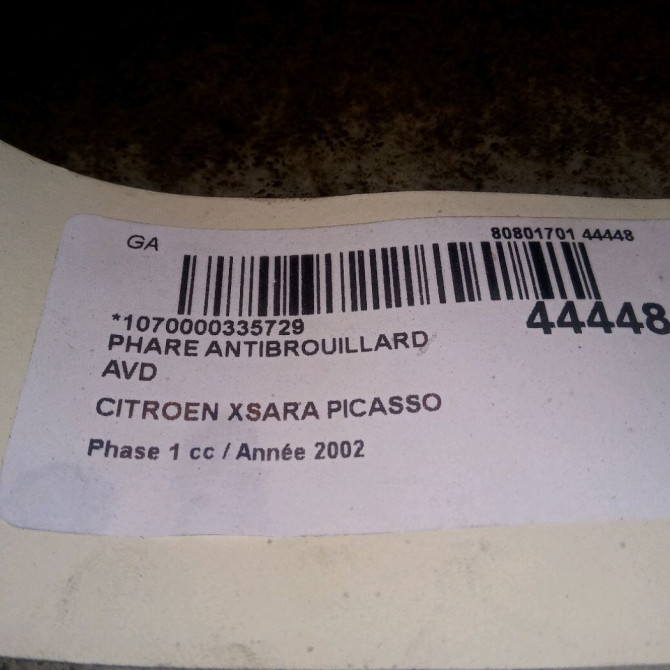 GA
80801701 44448
*1070000335729
44448
PHARE ANTIBROUILLARD
AVD
CITROEN XSARA PICASSO
Phase 1 cc / Année 2002